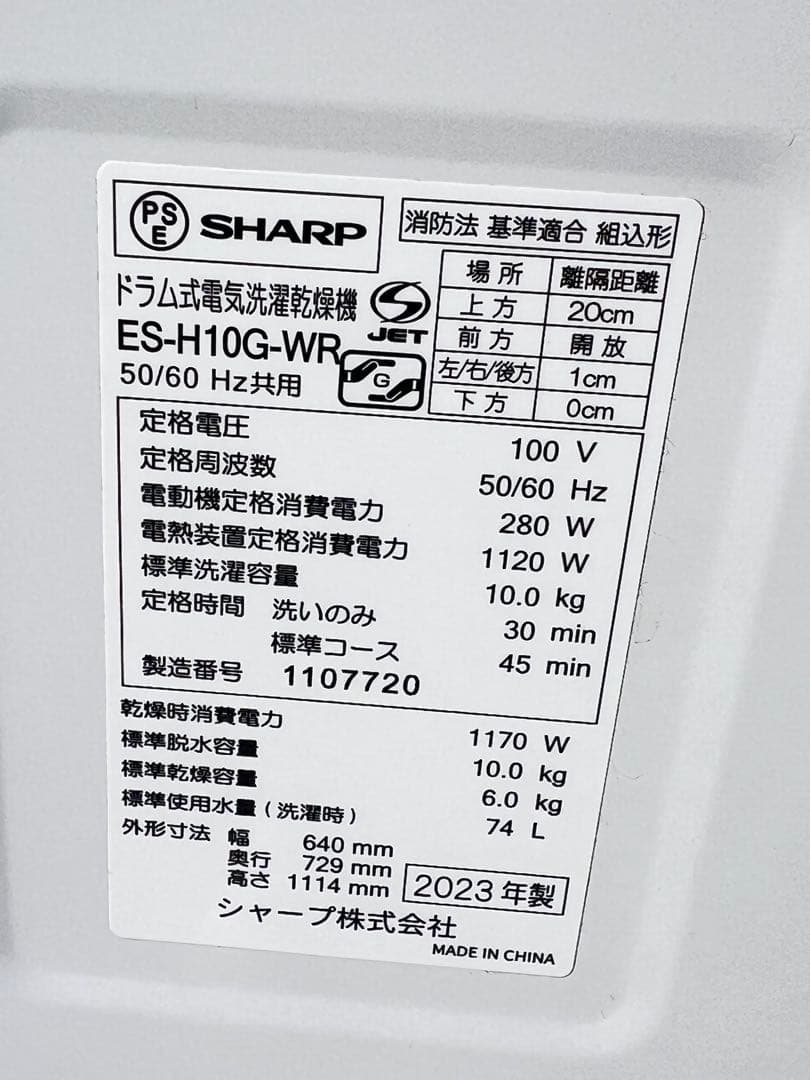 PS E SHARP
消防法 基準適合 組込形
ドラム式電気洗濯乾燥機
ES-H10G-WR
50/60 Hz共用
S JET
G
場所 離隔距離
上方 20cm
前方 開放
左/右/後方 1cm
下方 0cm
定格電圧 100 V
定格周波数 50/60 Hz
電動機定格消費電力 280 W
電熱装置定格消費電力 1120 W
標準洗濯容量 10.0 kg
定格時間 洗いのみ 30 min
標準コース 45 min
製造番号 1107720
乾燥時消費電力 1170 W
標準脱水容量 10.0 kg
標準乾燥容量 6.0 kg
標準使用水量(洗濯時) 74 L
外形寸法 幅 640 mm
奥行 729 mm
高さ 1114 mm
2023年製
シャープ株式会社
MADE IN CHINA